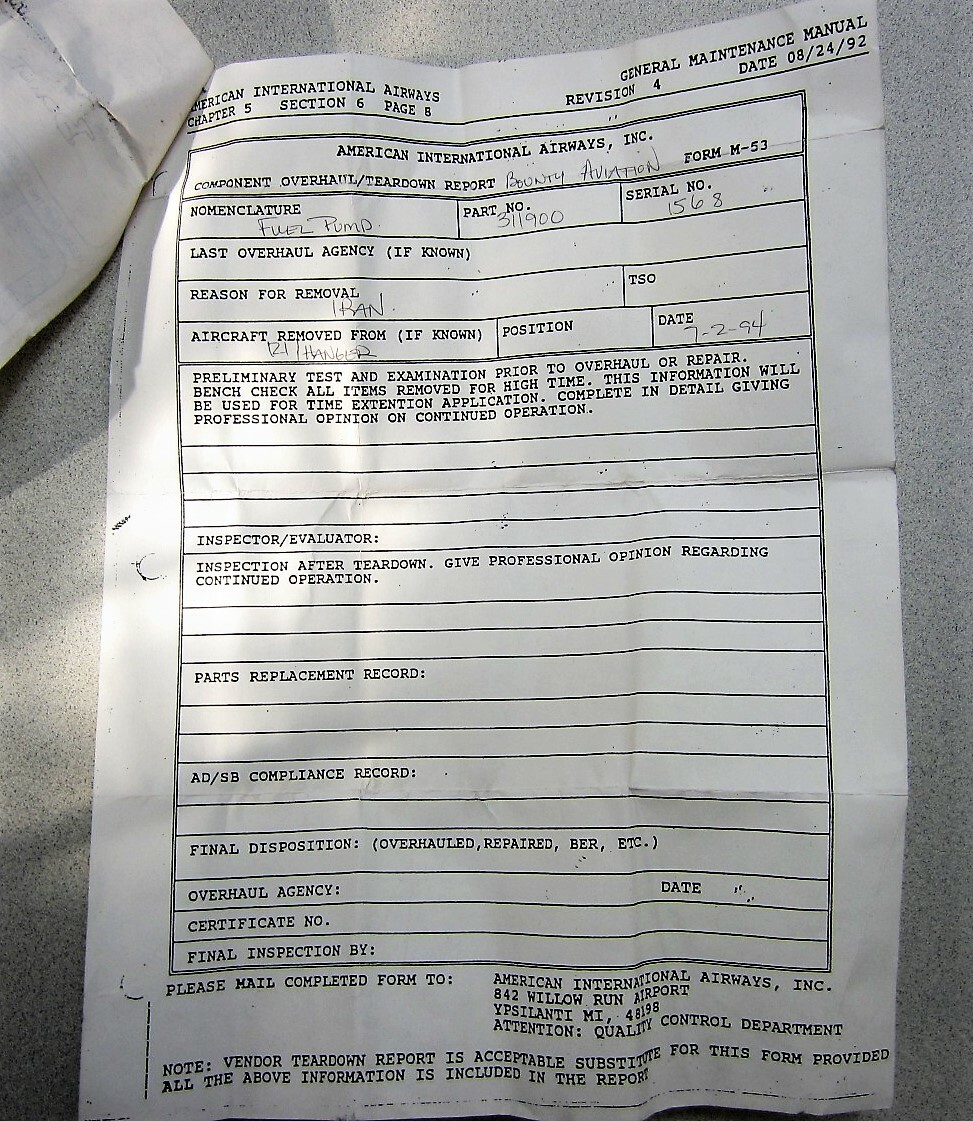 AMERICAN INTERNATIONAL AIRWAYS GENERAL MAINTENANCE MANUAL
CHAPTER 5 SECTION 6 PAGE 8 REVISION 4 DATE 08/24/92
AMERICAN INTERNATIONAL AIRWAYS, INC.
COMPONENT OVERHAUL/TEARDOWN REPORT BOUNTY AVIATION FORM M-53
NOMENCLATURE PART NO. SERIAL NO.
FUEL PUMP 311900 1568
LAST OVERHAUL AGENCY (IF KNOWN)
REASON FOR REMOVAL TSO
IRAN
AIRCRAFT REMOVED FROM (IF KNOWN) POSITION DATE
HANGER 7-2-94
PRELIMINARY TEST AND EXAMINATION PRIOR TO OVERHAUL OR REPAIR.
BENCH CHECK ALL ITEMS REMOVED FOR HIGH TIME. THIS INFORMATION WILL
BE USED FOR TIME EXTENTION APPLICATION. COMPLETE IN DETAIL GIVING
PROFESSIONAL OPINION ON CONTINUED OPERATION.
INSPECTOR/EVALUATOR:
INSPECTION AFTER TEARDOWN. GIVE PROFESSIONAL OPINION REGARDING
CONTINUED OPERATION.
PARTS REPLACEMENT RECORD:
AD/SB COMPLIANCE RECORD:
FINAL DISPOSITION: (OVERHAULED,REPAIRED, BER, ETC.)
OVERHAUL AGENCY: DATE
CERTIFICATE NO.
FINAL INSPECTION BY:
PLEASE MAIL COMPLETED FORM TO: AMERICAN INTERNATIONAL AIRWAYS, INC.
842 WILLOW RUN AIRPORT
YPSILANTI MI, 48198
ATTENTION: QUALITY CONTROL DEPARTMENT
NOTE: VENDOR TEARDOWN REPORT IS ACCEPTABLE SUBSTITUTE FOR THIS FORM PROVIDED
ALL THE ABOVE INFORMATION IS INCLUDED IN THE REPORT